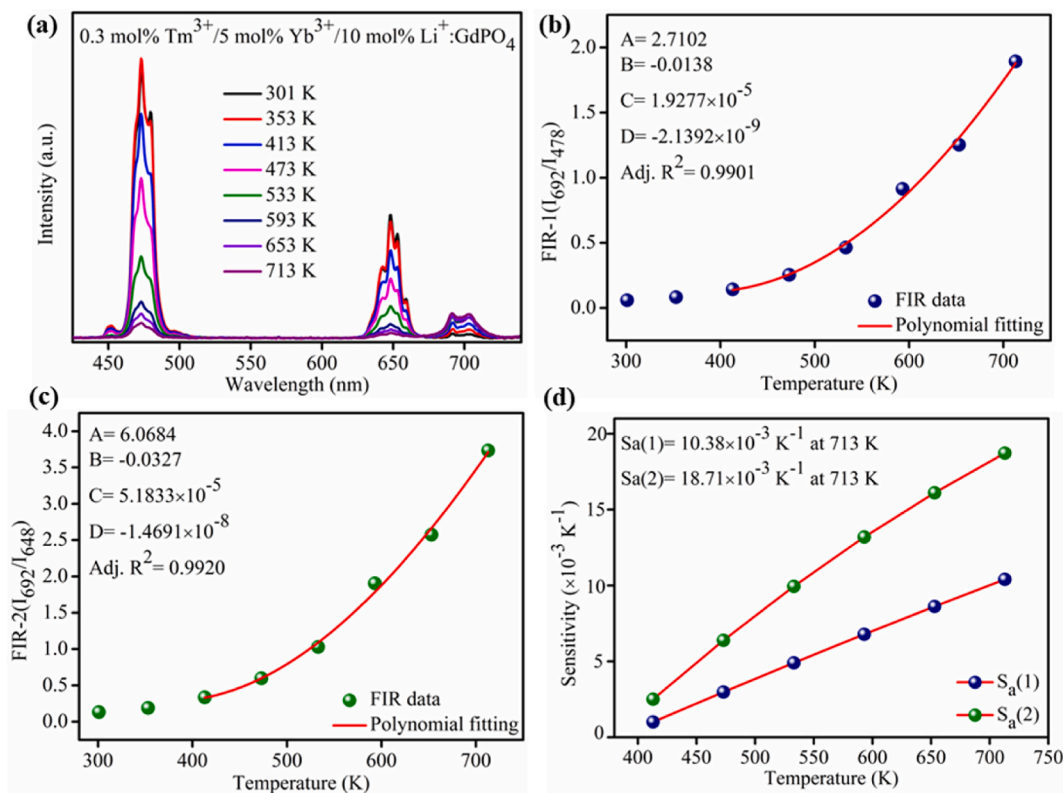 (a)
0.3 mol% Tm³⁺/5 mol% Yb³⁺/10 mol% Li⁺:GdPO₄
301 K
353 K
413 K
473 K
533 K
593 K
653 K
713 K
Intensity (a.u.)
450 500 550 600 650 700
Wavelength (nm)
(b)
A= 2.7102
B= -0.0138
C= 1.9277×10⁻⁵
D= -2.1392×10⁻⁹
Adj. R²= 0.9901
FIR data
Polynomial fitting
FIR-1(I₆₉₂/I₄₇₈)
2.0
1.5
1.0
0.5
0.0
300 400 500 600 700
Temperature (K)
(c)
A= 6.0684
B= -0.0327
C= 5.1833×10⁻⁵
D= -1.4691×10⁻⁸
Adj. R²= 0.9920
FIR data
Polynomial fitting
FIR-2(I₆₉₂/I₆₄₈)
4.0
3.5
3.0
2.5
2.0
1.5
1.0
0.5
0.0
300 400 500 600 700
Temperature (K)
(d)
Sa(1)= 10.38×10⁻³ K⁻¹ at 713 K
Sa(2)= 18.71×10⁻³ K⁻¹ at 713 K
Sₐ(1)
Sₐ(2)
Sensitivity (×10⁻³ K⁻¹)
20
15
10
5
0
400 450 500 550 600 650 700 750
Temperature (K)